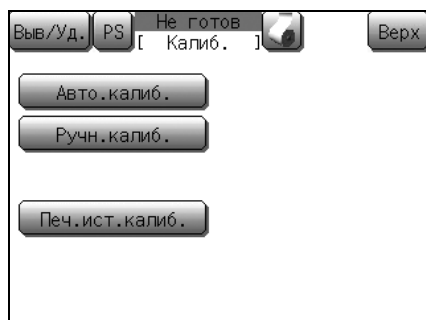 Выв/Уд. PS Не готов Верх
[ Калиб. ]
Авто.калиб.
Ручн.калиб.
Печ.ист.калиб.